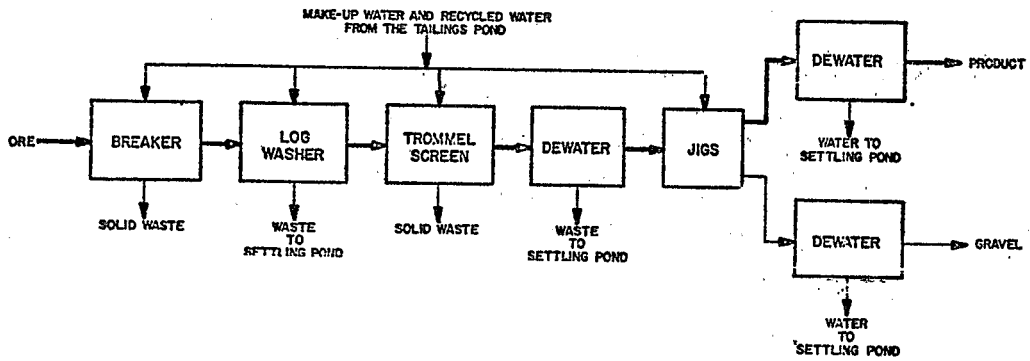 MAKE-UP WATER AND RECYCLED WATER
FROM THE TAILINGS POND
ORE
BREAKER
LOG
WASHER
TROMMEL
SCREEN
DEWATER
JIGS
DEWATER
PRODUCT
WATER TO
SETTLING POND
SOLID WASTE
WASTE
TO
SETTLING POND
SOLID WASTE
WASTE
TO
SETTLING POND
DEWATER
GRAVEL
WATER
TO
SETTLING POND